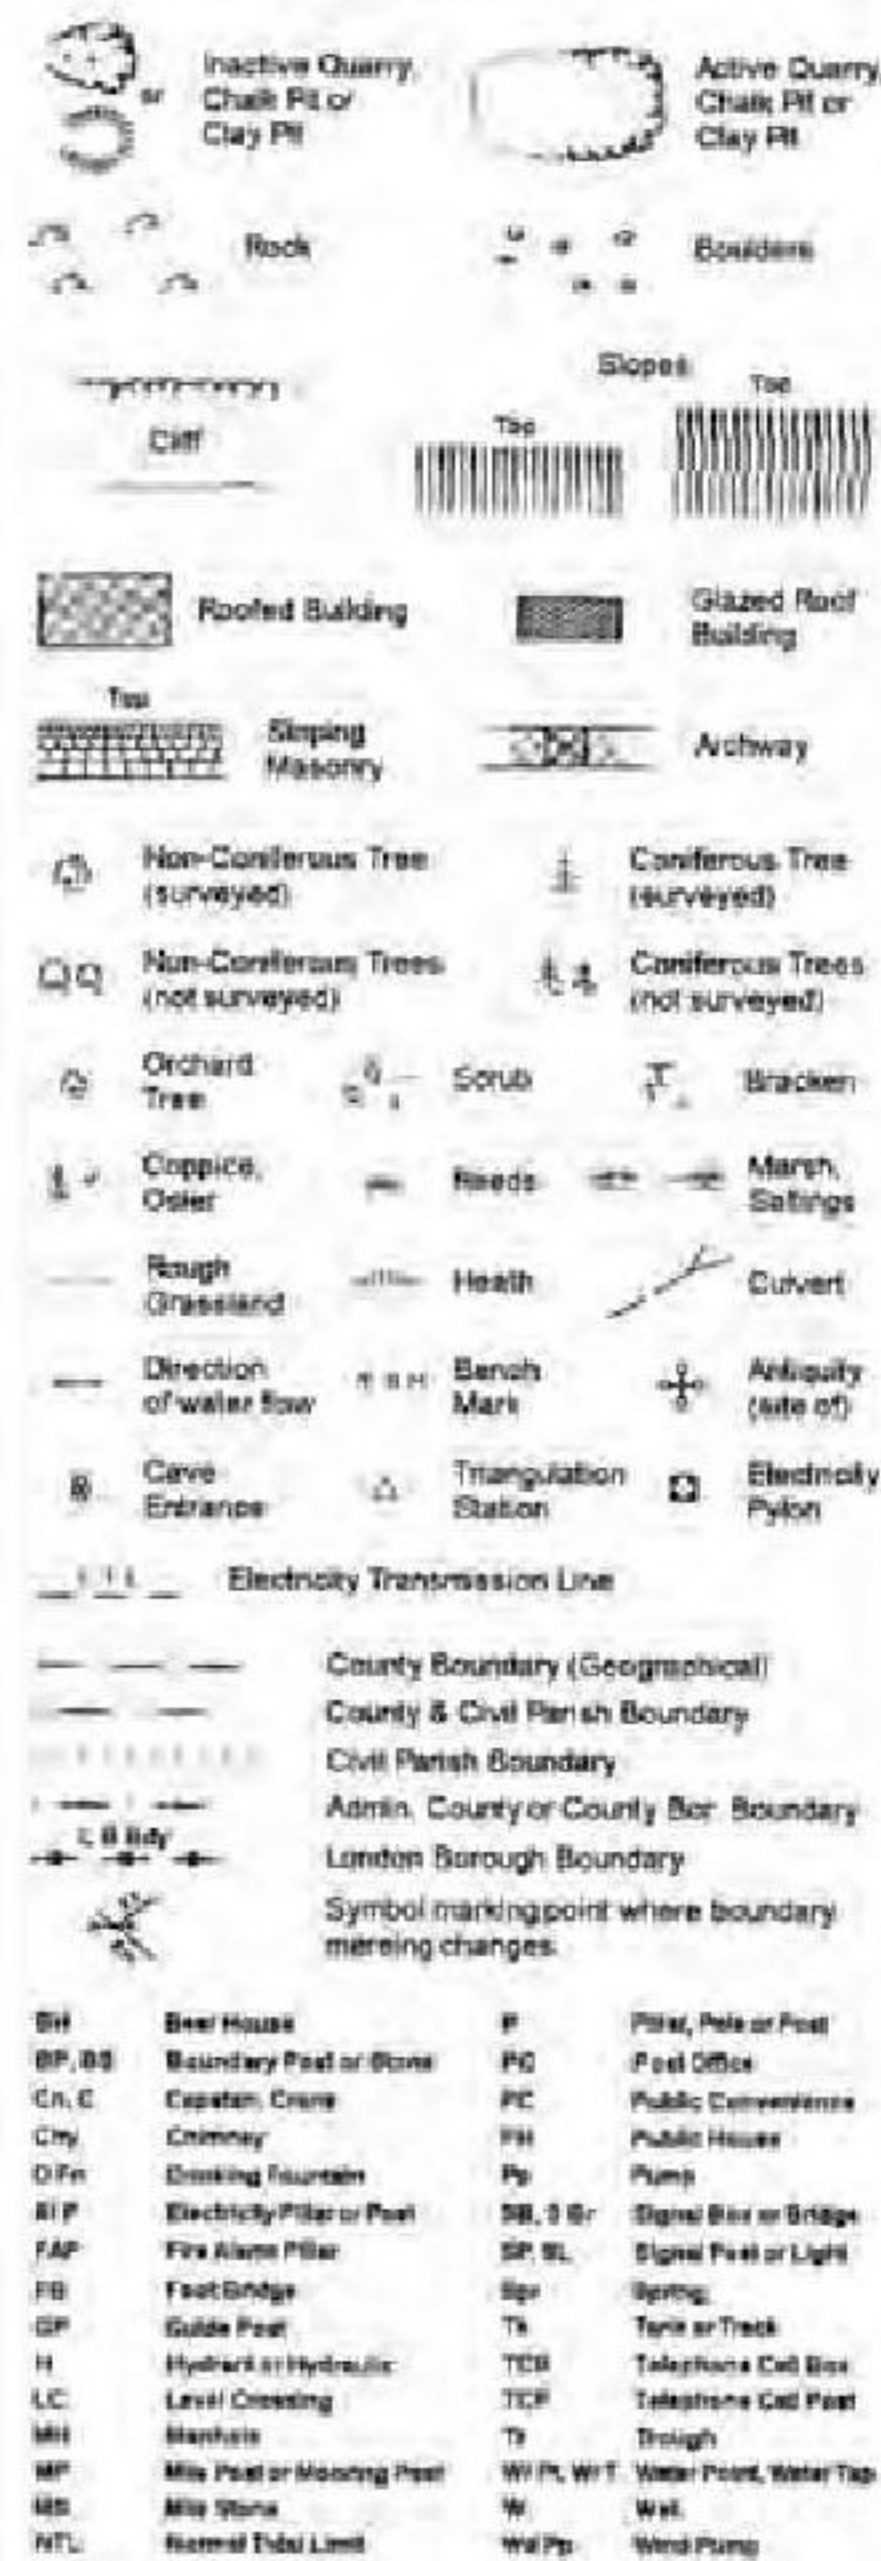 Inactive Quarry,
Chalk Pit or
Clay Pit
or
Active Quarry,
Chalk Pit or
Clay Pit
Rock
Boulders
Cliff
Slopes
Top
Top
Roofed Building
Glazed Roof
Building
Top
Sloping
Masonry
Archway
Non-Coniferous Tree
(surveyed)
Coniferous Tree
(surveyed)
Non-Coniferous Trees
(not surveyed)
Coniferous Trees
(not surveyed)
Orchard
Tree
Scrub
Bracken
Coppice,
Osier
Reeds
Marsh,
Saltings
Rough
Grassland
Heath
Culvert
Direction
of water flow
Bench
Mark
Antiquity
(site of)
Cave
Entrance
Triangulation
Station
Electricity
Pylon
Electricity Transmission Line
County Boundary (Geographical)
County & Civil Parish Boundary
Civil Parish Boundary
Admin. County or County Bor. Boundary
L B Bdy
London Borough Boundary
Symbol marking point where boundary
mereing changes
BH Beer House P Pillar, Pole or Post
BP, BS Boundary Post or Stone PO Post Office
Cn, C Capstan, Crane PC Public Convenience
Chy Chimney PH Public House
D Fn Drinking Fountain Pp Pump
El P Electricity Pillar or Post SB, S Br Signal Box or Bridge
FAP Fire Alarm Pillar SP, SL Signal Post or Light
FB Foot Bridge Spr Spring
GP Guide Post Tk Tank or Track
H Hydrant or Hydraulic TCB Telephone Call Box
LC Level Crossing TCP Telephone Call Post
MH Manhole Tr Trough
MP Mile Post or Mooring Post Wr Pt, Wr T Water Point, Water Tap
MS Mile Stone W Well
NTL Normal Tidal Limit Wd Pp Wind Pump